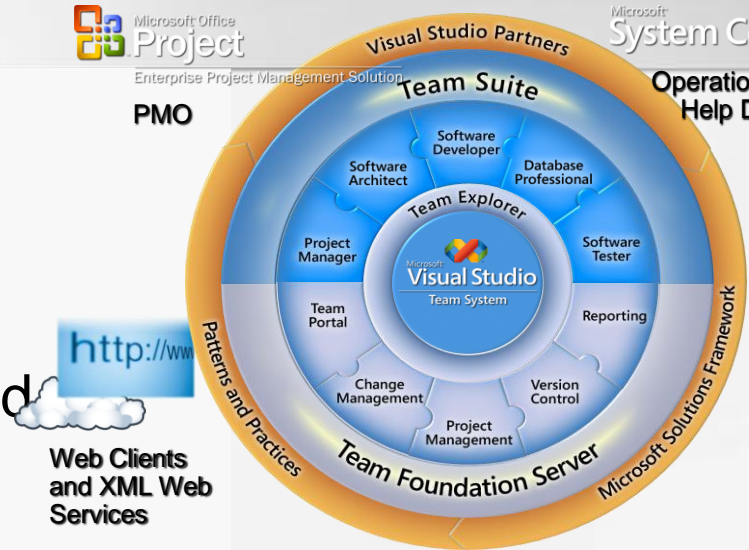 Microsoft Office
Project
Enterprise Project Management Solution
PMO
Microsoft
System C
Operatio
Help D
Visual Studio Partners
Team Suite
Software
Developer
Software
Architect
Database
Professional
Team Explorer
Project
Manager
Software
Tester
Microsoft
Visual Studio
Team System
Team
Portal
Reporting
Change
Management
Version
Control
Project
Management
Team Foundation Server
Patterns and Practices
Microsoft Solutions Framework
http://www
d
Web Clients
and XML Web
Services